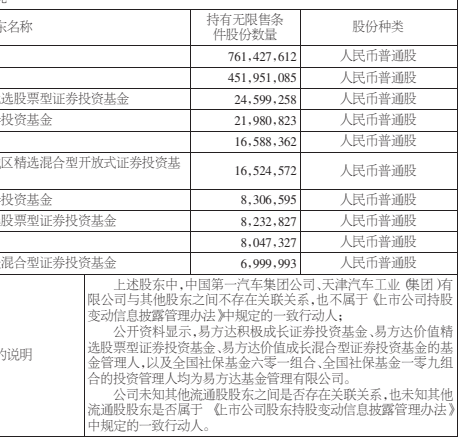 东名称 持有无限售条件股份数量 股份种类
761,427,612 人民币普通股
451,951,085 人民币普通股
选股票型证券投资基金 24,599,258 人民币普通股
投资基金 21,980,823 人民币普通股
16,588,362 人民币普通股
区精选混合型开放式证券投资基 16,524,572 人民币普通股
投资基金 8,306,595 人民币普通股
股票型证券投资基金 8,232,827 人民币普通股
8,047,327 人民币普通股
混合型证券投资基金 6,999,993 人民币普通股
的说明
上述股东中,中国第一汽车集团公司、天津汽车工业(集团)有
限公司与其他股东之间不存在关联关系,也不属于《上市公司持股
变动信息披露管理办法》中规定的一致行动人;
公开资料显示,易方达积极成长证券投资基金、易方达价值精
选股票型证券投资基金、易方达价值成长混合型证券投资基金的基
金管理人,以及全国社保基金六零一组合、全国社保基金一零九组
合的投资管理人均为易方达基金管理有限公司。
公司未知其他流通股股东之间是否存在关联关系,也未知其他
流通股股东是否属于《上市公司股东持股变动信息披露管理办法》
中规定的一致行动人。